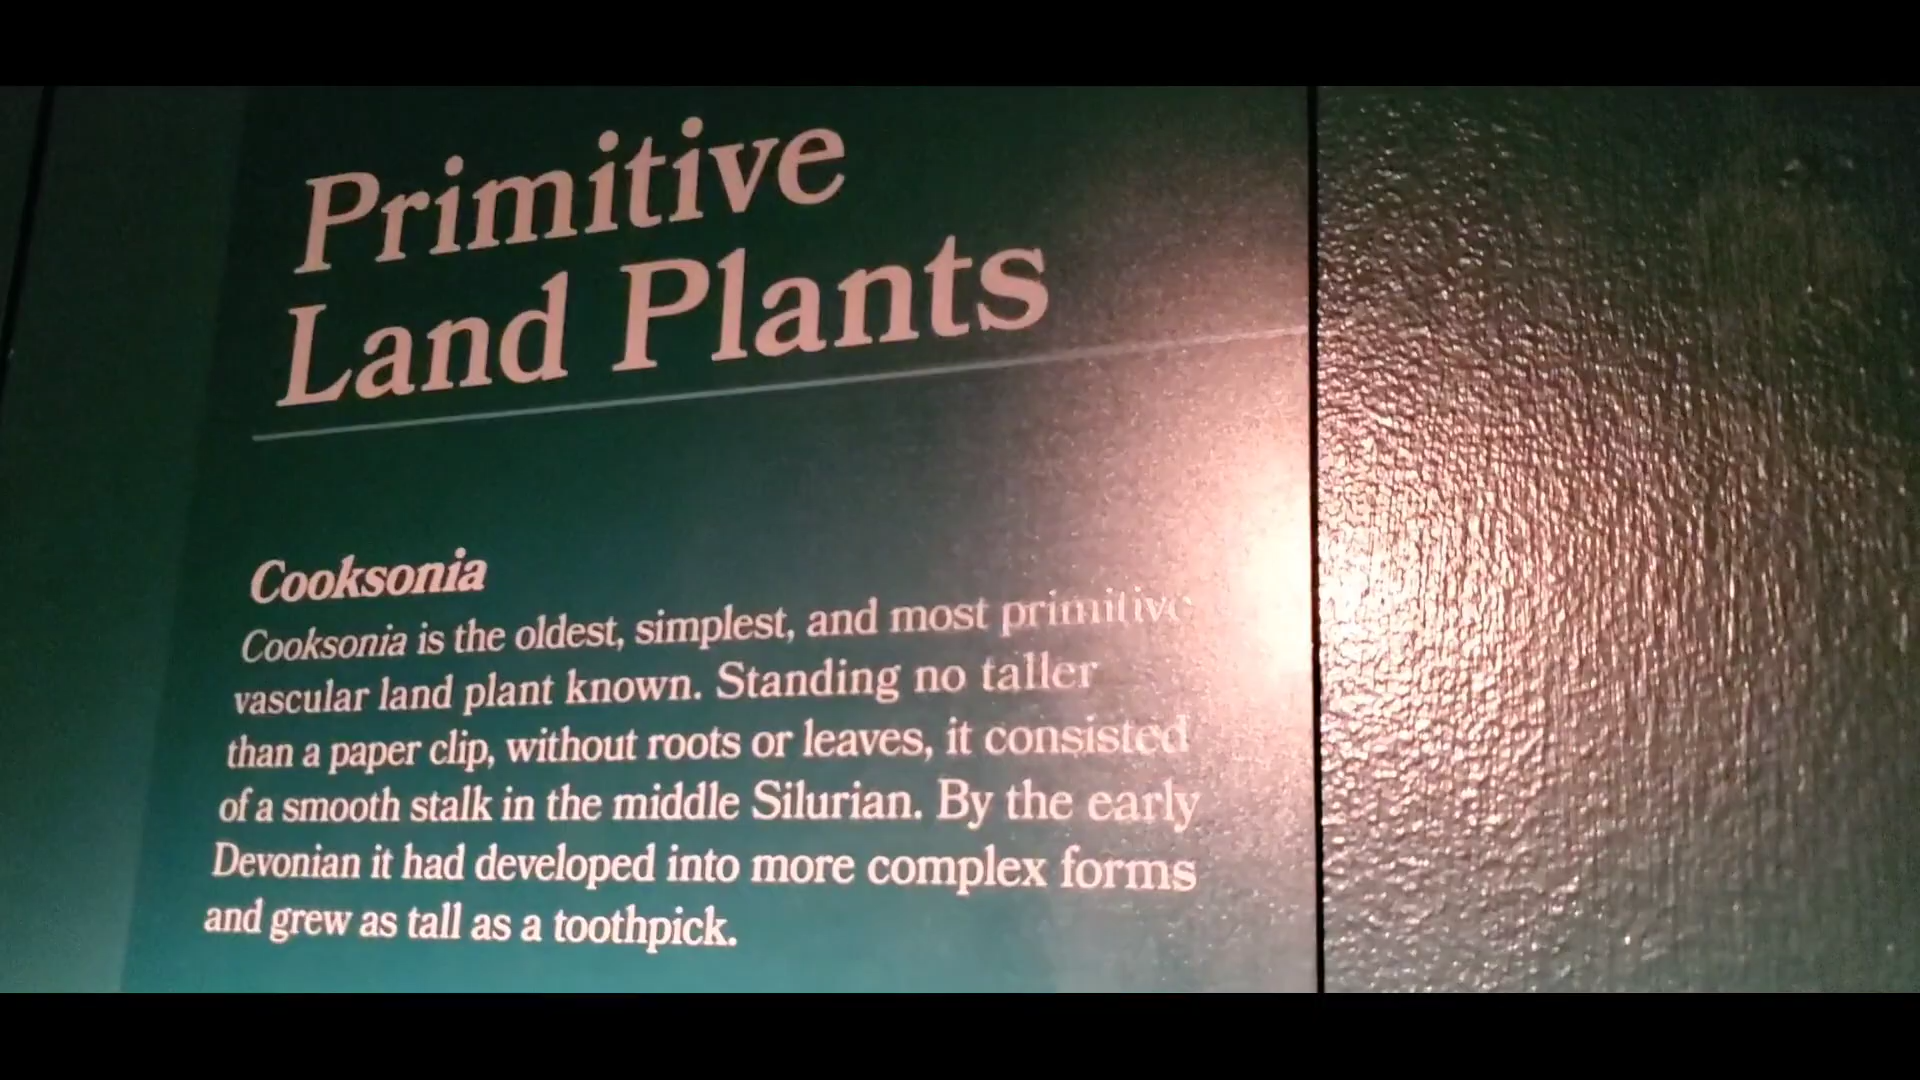 Primitive
Land Plants
Cooksonia
Cooksonia is the oldest, simplest, and most primitive
vascular land plant known. Standing no taller
than a paper clip, without roots or leaves, it consisted
of a smooth stalk in the middle Silurian. By the early
Devonian it had developed into more complex forms
and grew as tall as a toothpick.